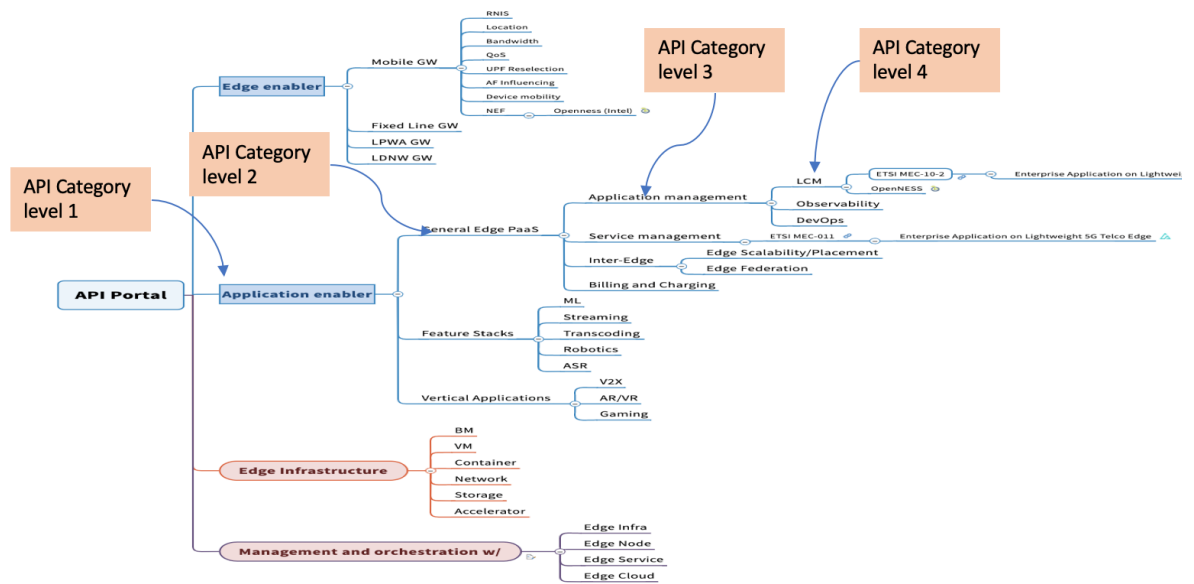 RNIS
Location
Bandwidth
QoS
UPF Reselection
AF Influencing
Device mobility
NEF
Openness (Intel)
Mobile GW
Edge enabler
Fixed Line GW
LPWA GW
LDNW GW
API Category
level 3
API Category
level 4
API Category
level 2
API Category
level 1
LCM
ETSI MEC-10-2
Enterprise Application on Lightwei
OpenNESS
Application management
Observability
DevOps
General Edge PaaS
Service management
ETSI MEC-011
Enterprise Application on Lightweight 5G Telco Edge
Inter-Edge
Edge Scalability/Placement
Edge Federation
Billing and Charging
API Portal
Application enabler
ML
Streaming
Feature Stacks
Transcoding
Robotics
ASR
V2X
Vertical Applications
AR/VR
Gaming
BM
VM
Container
Edge Infrastructure
Network
Storage
Accelerator
Edge Infra
Edge Node
Management and orchestration w/
Edge Service
Edge Cloud